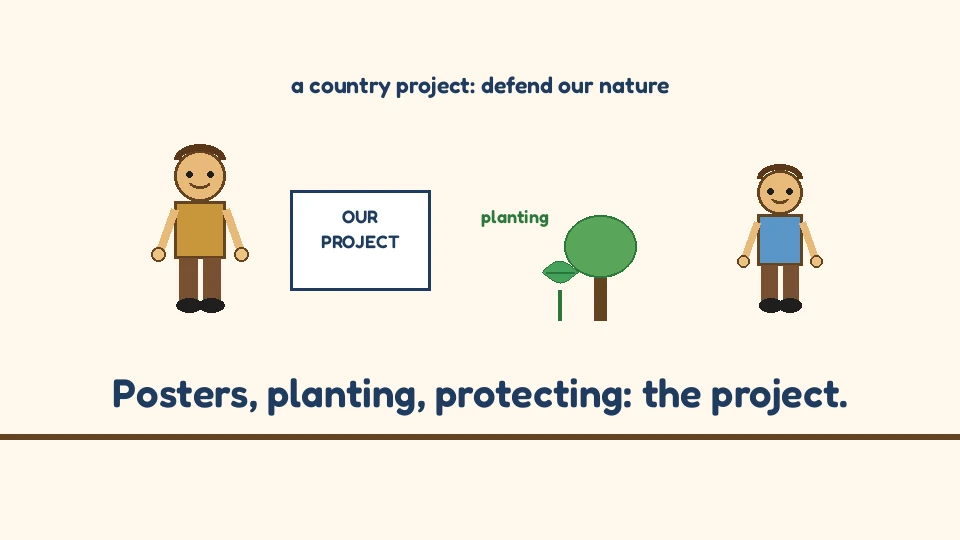 a country project: defend our nature
OUR
PROJECT
planting
Posters, planting, protecting: the project.